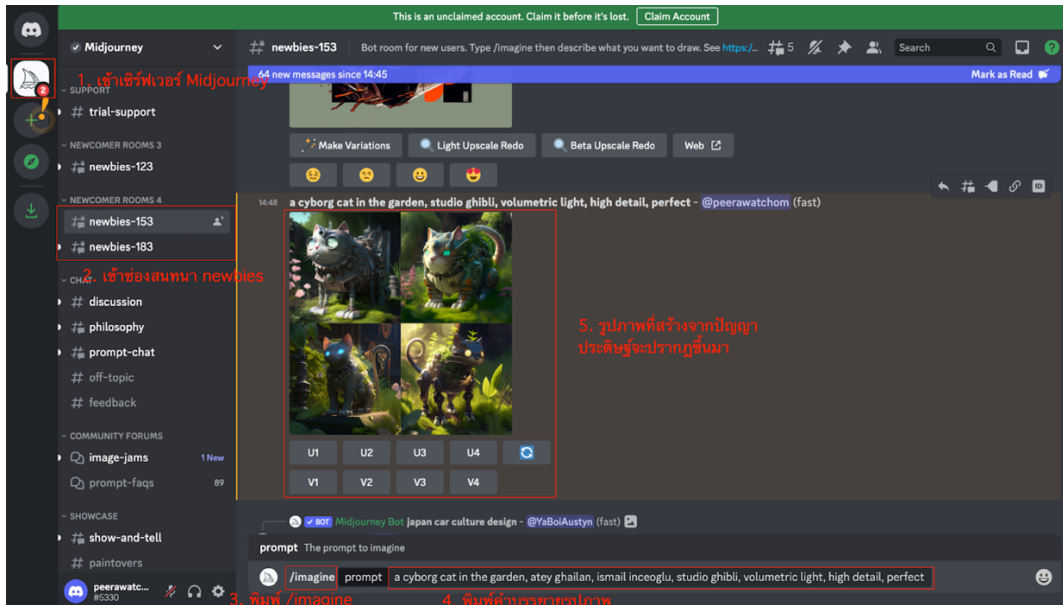 This is an unclaimed account. Claim it before it's lost. Claim Account
Midjourney
newbies-153 Bot room for new users. Type /imagine then describe what you want to draw. See https:/... 5 Search
64 new messages since 14:45 Mark as Read
1. เข้าเซิร์ฟเวอร์ Midjourney
2
SUPPORT
trial-support
NEWCOMER ROOMS 3
newbies-123
NEWCOMER ROOMS 4
newbies-153
newbies-183
2. เข้าช่องสนทนา newbies
CHAT
discussion
philosophy
prompt-chat
off-topic
feedback
COMMUNITY FORUMS
image-jams 1 New
prompt-faqs 89
SHOWCASE
show-and-tell
paintovers
peerawatc...
#5330
Make Variations Light Upscale Redo Beta Upscale Redo Web
14:48 a cyborg cat in the garden, studio ghibli, volumetric light, high detail, perfect - @peerawatchom (fast)
ID
5. รูปภาพที่สร้างจากปัญญา
ประดิษฐ์จะปรากฏขึ้นมา
U1 U2 U3 U4
V1 V2 V3 V4
BOT Midjourney Bot japan car culture design - @YaBoiAustyn (fast)
prompt The prompt to imagine
/imagine prompt a cyborg cat in the garden, atey ghailan, ismail inceoglu, studio ghibli, volumetric light, high detail, perfect
3. พิมพ์ /imagine 4. พิมพ์คำบรรยายรูปภาพ